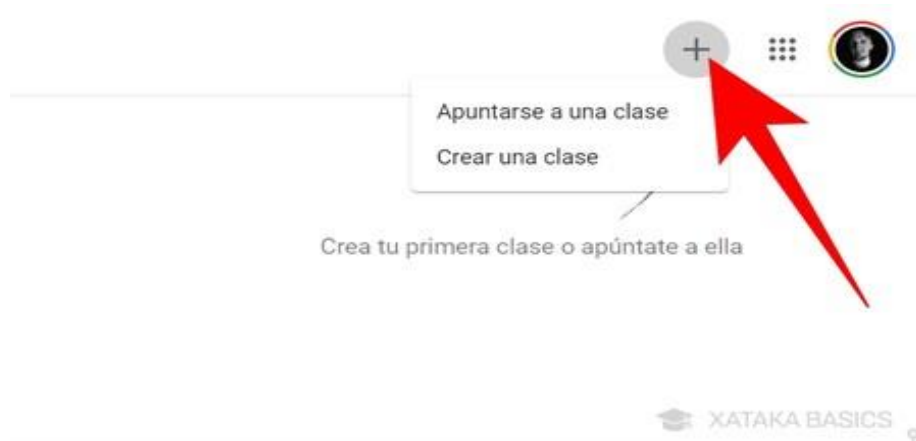 Apuntarse a una clase
Crear una clase
Crea tu primera clase o apúntate a ella
XATAKA BASICS